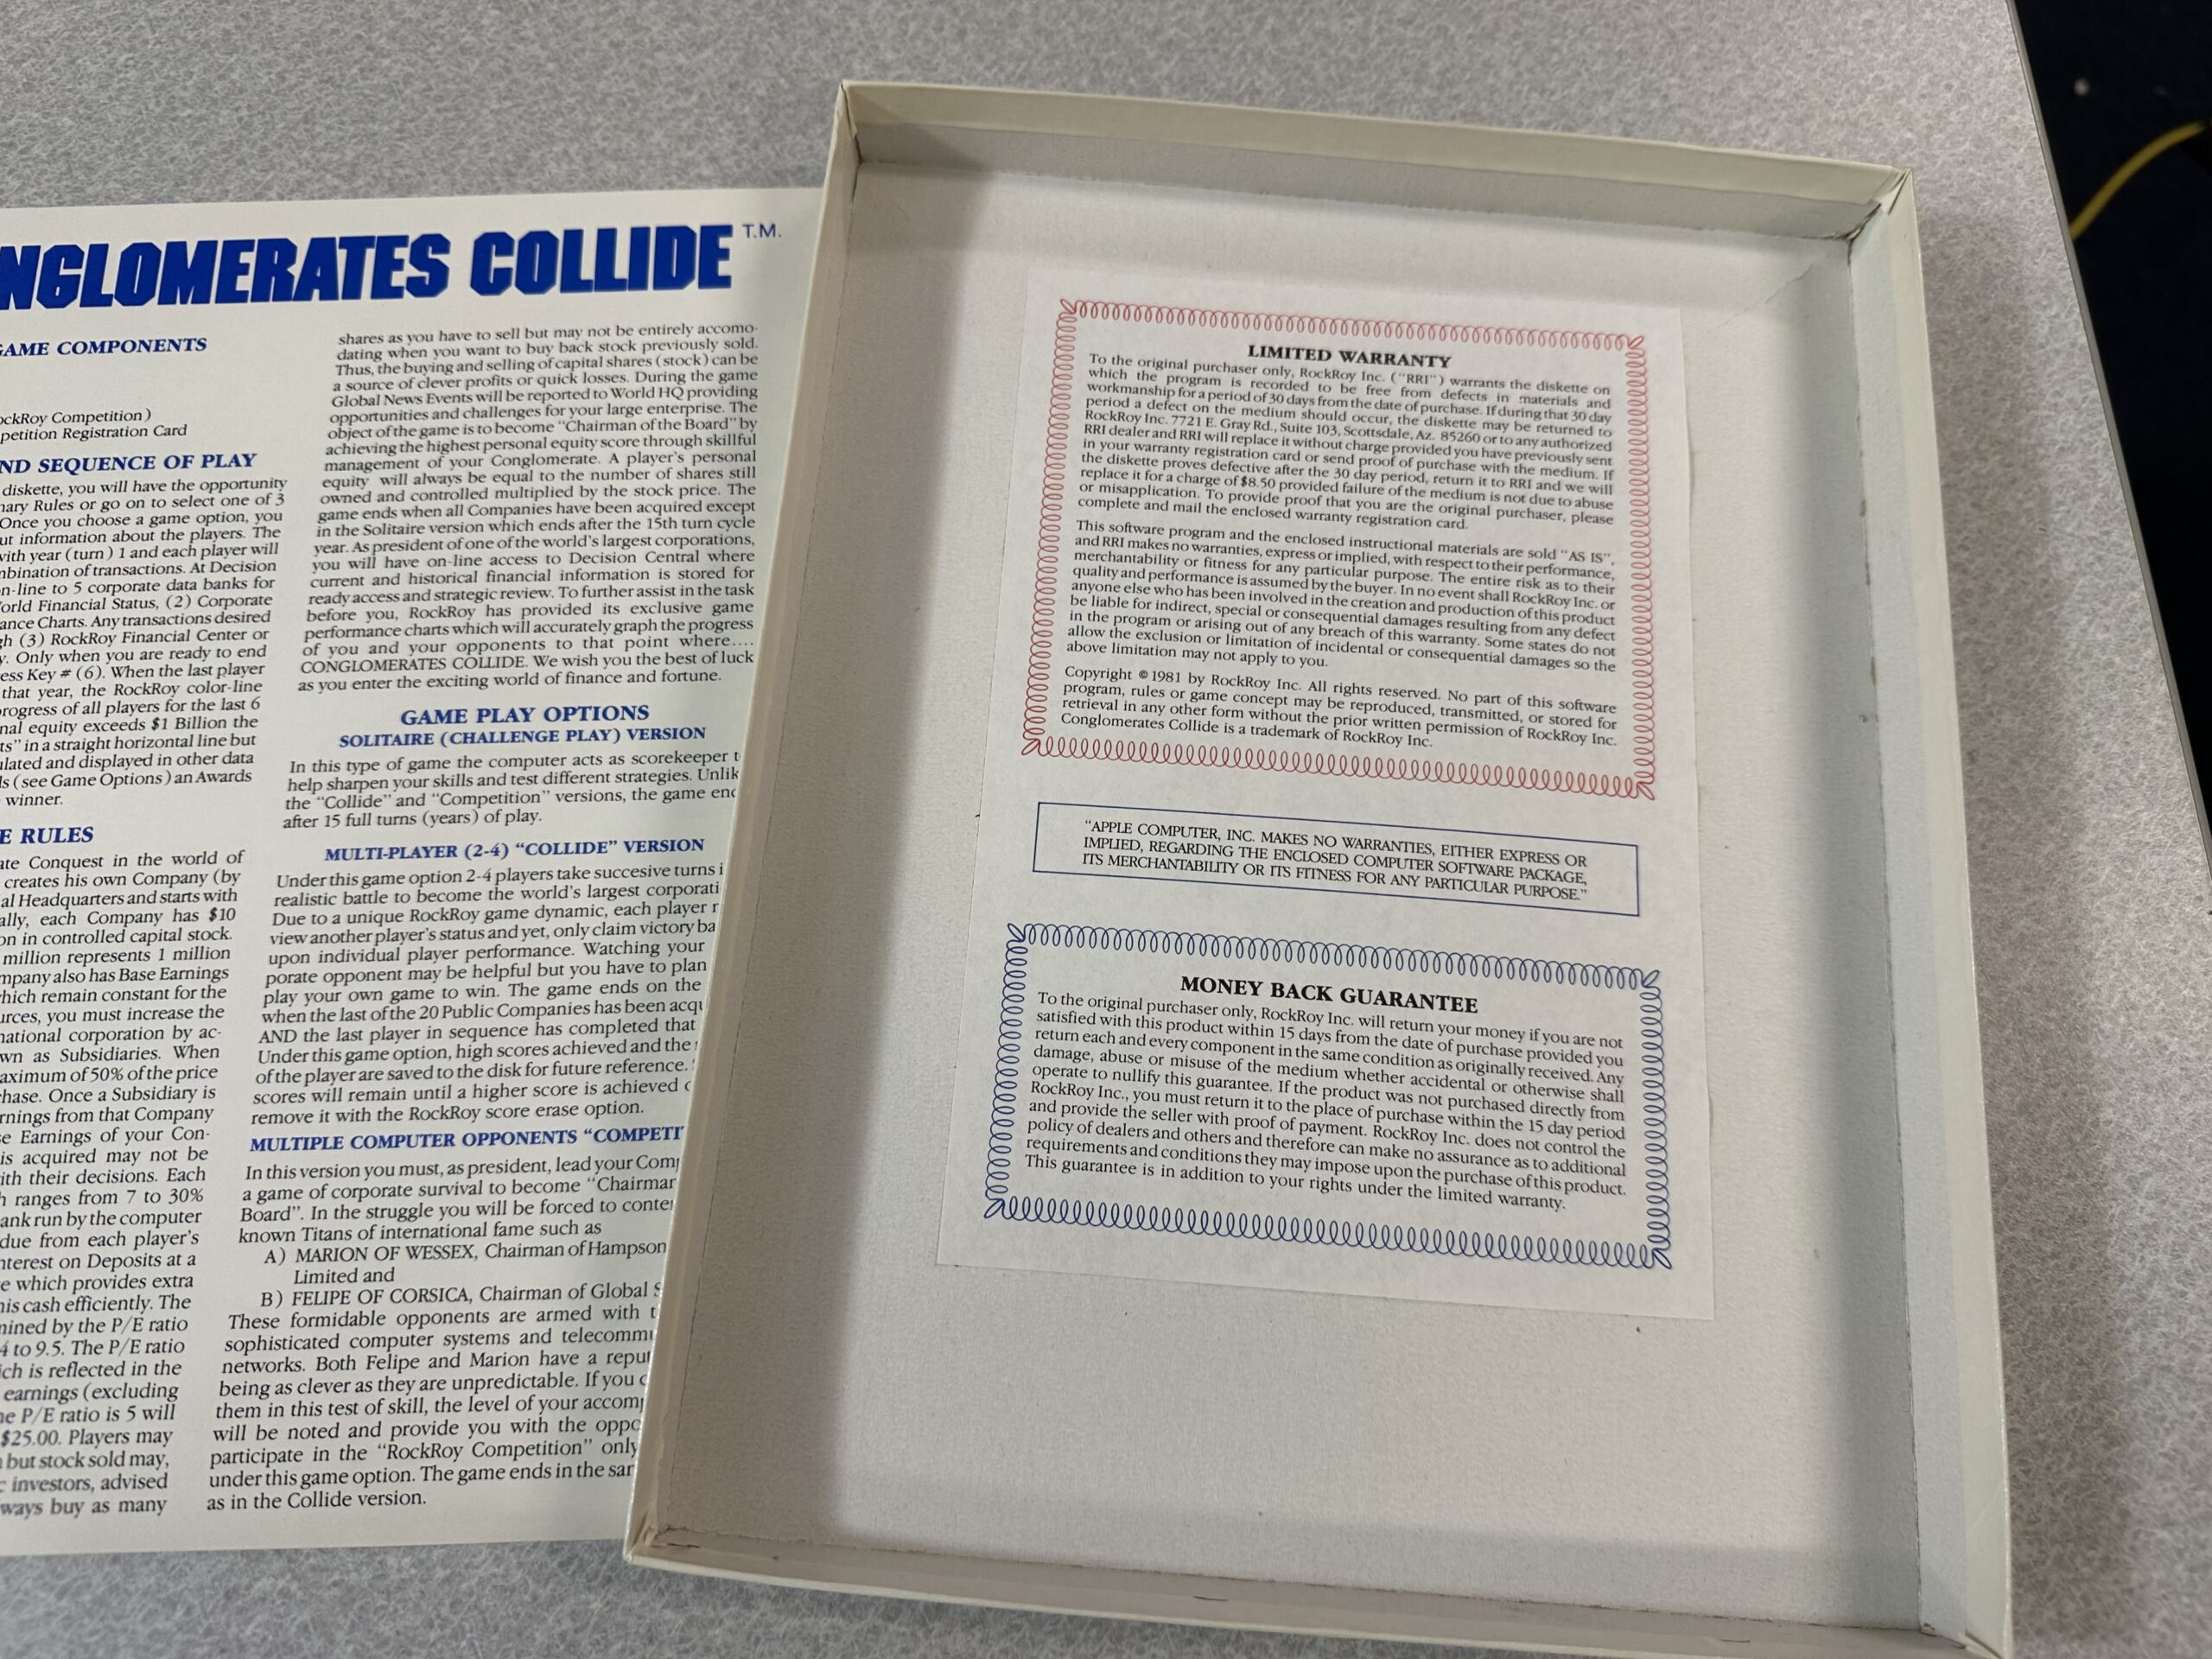 NGLOMERATES COLLIDE T.M.
GAME COMPONENTS
ockRoy Competition)
petition Registration Card
ND SEQUENCE OF PLAY
diskette, you will have the opportunity
nary Rules or go on to select one of 3
Once you choose a game option, you
ut information about the players. The
with year (turn) 1 and each player will
mbination of transactions. At Decision
n-line to 5 corporate data banks for
orld Financial Status, (2) Corporate
ance Charts. Any transactions desired
gh (3) RockRoy Financial Center or
y. Only when you are ready to end
ess Key # (6). When the last player
that year, the RockRoy color-line
rogress of all players for the last 6
nal equity exceeds $1 Billion the
ts" in a straight horizontal line but
ulated and displayed in other data
ls (see Game Options) an Awards
winner.
E RULES
ate Conquest in the world of
creates his own Company (by
al Headquarters and starts with
ally, each Company has $10
on in controlled capital stock.
million represents 1 million
mpany also has Base Earnings
which remain constant for the
urces, you must increase the
national corporation by ac-
wn as Subsidiaries. When
aximum of 50% of the price
hase. Once a Subsidiary is
rnings from that Company
e Earnings of your Con-
is acquired may not be
ith their decisions. Each
h ranges from 7 to 30%
ank run by the computer
due from each player's
nterest on Deposits at a
e which provides extra
his cash efficiently. The
mined by the P/E ratio
4 to 9.5. The P/E ratio
ich is reflected in the
earnings (excluding
he P/E ratio is 5 will
$25.00. Players may
but stock sold may,
c investors, advised
ways buy as many
shares as you have to sell but may not be entirely accomo-
dating when you want to buy back stock previously sold.
Thus, the buying and selling of capital shares (stock) can be
a source of clever profits or quick losses. During the game
Global News Events will be reported to World HQ providing
opportunities and challenges for your large enterprise. The
object of the game is to become "Chairman of the Board" by
achieving the highest personal equity score through skillful
management of your Conglomerate. A player's personal
equity will always be equal to the number of shares still
owned and controlled multiplied by the stock price. The
game ends when all Companies have been acquired except
in the Solitaire version which ends after the 15th turn cycle
year. As president of one of the world's largest corporations,
you will have on-line access to Decision Central where
current and historical financial information is stored for
ready access and strategic review. To further assist in the task
before you, RockRoy has provided its exclusive game
performance charts which will accurately graph the progress
of you and your opponents to that point where....
CONGLOMERATES COLLIDE. We wish you the best of luck
as you enter the exciting world of finance and fortune.
GAME PLAY OPTIONS
SOLITAIRE (CHALLENGE PLAY) VERSION
In this type of game the computer acts as scorekeeper t
help sharpen your skills and test different strategies. Unlik
the "Collide" and "Competition" versions, the game end
after 15 full turns (years) of play.
MULTI-PLAYER (2-4) "COLLIDE" VERSION
Under this game option 2-4 players take succesive turns i
realistic battle to become the world's largest corporati
Due to a unique RockRoy game dynamic, each player
view another player's status and yet, only claim victory ba
upon individual player performance. Watching your
porate opponent may be helpful but you have to plan
play your own game to win. The game ends on the
when the last of the 20 Public Companies has been acqu
AND the last player in sequence has completed that
Under this game option, high scores achieved and the
of the player are saved to the disk for future reference.
scores will remain until a higher score is achieved
remove it with the RockRoy score erase option.
MULTIPLE COMPUTER OPPONENTS "COMPETI
In this version you must, as president, lead your Com
a game of corporate survival to become "Chairmar
Board". In the struggle you will be forced to conte
known Titans of international fame such as
A) MARION OF WESSEX, Chairman of Hampson
Limited and
B) FELIPE OF CORSICA, Chairman of Global S
These formidable opponents are armed with t
sophisticated computer systems and telecomm
networks. Both Felipe and Marion have a reput
being as clever as they are unpredictable. If you
them in this test of skill, the level of your accom
will be noted and provide you with the oppo
participate in the "RockRoy Competition" only
under this game option. The game ends in the sam
as in the Collide version.
LIMITED WARRANTY
To the original purchaser only, RockRoy Inc. ("RRI") warrants the diskette on
which the program is recorded to be free from defects in materials and
workmanship for a period of 30 days from the date of purchase. If during that 30 day
period a defect on the medium should occur, the diskette may be returned to
RockRoy Inc. 7721 E. Gray Rd., Suite 103, Scottsdale, Az. 85260 or to any authorized
RRI dealer and RRI will replace it without charge provided you have previously sent
in your warranty registration card or send proof of purchase with the medium. If
the diskette proves defective after the 30 day period, return it to RRI and we will
replace it for a charge of $8.50 provided failure of the medium is not due to abuse
or misapplication. To provide proof that you are the original purchaser, please
complete and mail the enclosed warranty registration card.
This software program and the enclosed instructional materials are sold "AS IS",
and RRI makes no warranties, express or implied, with respect to their performance,
merchantability or fitness for any particular purpose. The entire risk as to their
quality and performance is assumed by the buyer. In no event shall RockRoy Inc. or
anyone else who has been involved in the creation and production of this product
be liable for indirect, special or consequential damages resulting from any defect
in the program or arising out of any breach of this warranty. Some states do not
allow the exclusion or limitation of incidental or consequential damages so the
above limitation may not apply to you.
Copyright ©1981 by RockRoy Inc. All rights reserved. No part of this software
program, rules or game concept may be reproduced, transmitted, or stored for
retrieval in any other form without the prior written permission of RockRoy Inc.
Conglomerates Collide is a trademark of RockRoy Inc.
"APPLE COMPUTER, INC. MAKES NO WARRANTIES, EITHER EXPRESS OR
IMPLIED, REGARDING THE ENCLOSED COMPUTER SOFTWARE PACKAGE,
ITS MERCHANTABILITY OR ITS FITNESS FOR ANY PARTICULAR PURPOSE."
MONEY BACK GUARANTEE
To the original purchaser only, RockRoy Inc. will return your money if you are not
satisfied with this product within 15 days from the date of purchase provided you
return each and every component in the same condition as originally received. Any
damage, abuse or misuse of the medium whether accidental or otherwise shall
operate to nullify this guarantee. If the product was not purchased directly from
RockRoy Inc., you must return it to the place of purchase within the 15 day period
and provide the seller with proof of payment. RockRoy Inc. does not control the
policy of dealers and others and therefore can make no assurance as to additional
requirements and conditions they may impose upon the purchase of this product.
This guarantee is in addition to your rights under the limited warranty.